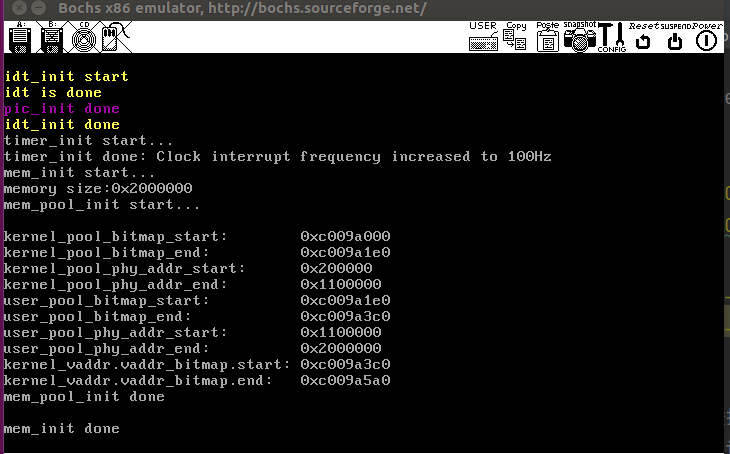 Bochs x86 emulator, http://bochs.sourceforge.net/
A: B: CD USER Copy Paste snapshot CONFIG Reset SUSPEND Power
idt_init start
idt is done
pic_init done
idt_init done
timer_init start...
timer_init done: Clock interrupt frequency increased to 100Hz
mem_init start...
memory size:0x2000000
mem_pool_init start...
kernel_pool_bitmap_start: 0xc009a000
kernel_pool_bitmap_end: 0xc009a1e0
kernel_pool_phy_addr_start: 0x200000
kernel_pool_phy_addr_end: 0x1100000
user_pool_bitmap_start: 0xc009a1e0
user_pool_bitmap_end: 0xc009a3c0
user_pool_phy_addr_start: 0x1100000
user_pool_phy_addr_end: 0x2000000
kernel_vaddr.vaddr_bitmap.start: 0xc009a3c0
kernel_vaddr.vaddr_bitmap.end: 0xc009a5a0
mem_pool_init done
mem_init done